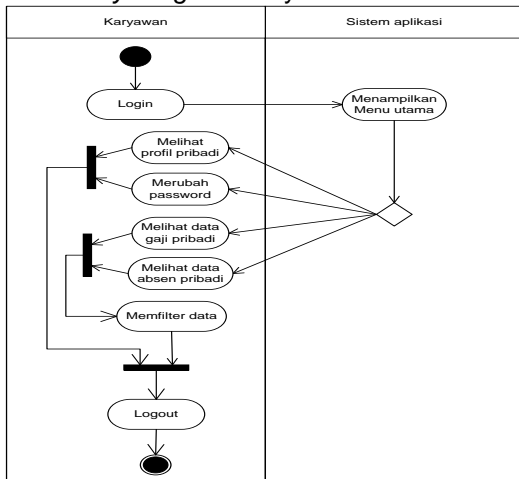 Karyawan
Sistem aplikasi
Login
Menampilkan
Menu utama
Melihat
profil pribadi
Merubah
password
Melihat data
gaji pribadi
Melihat data
absen pribadi
Memfilter data
Logout